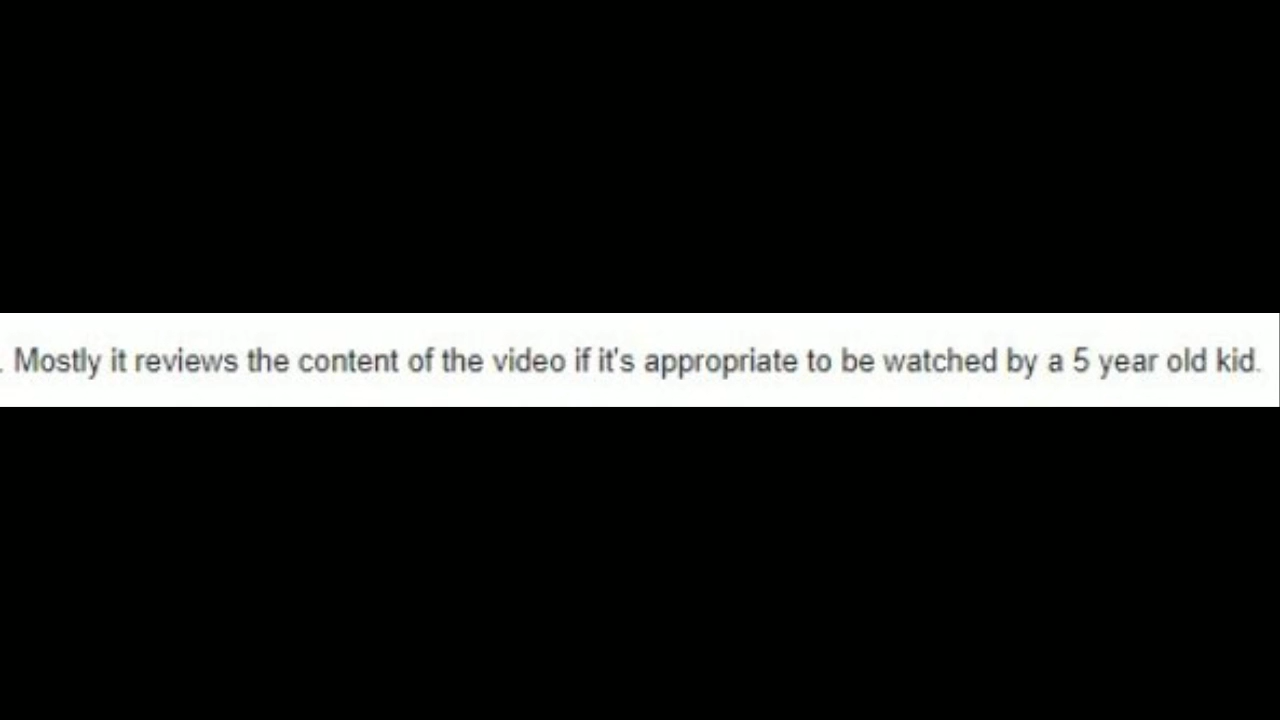 . Mostly it reviews the content of the video if it's appropriate to be watched by a 5 year old kid.